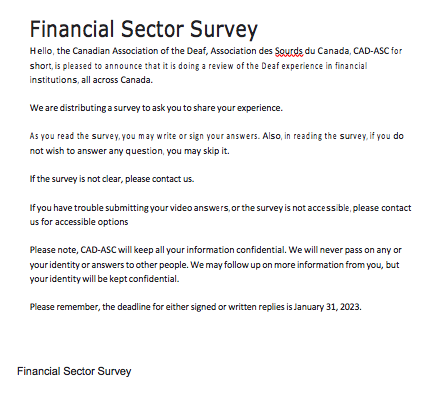 Financial Sector Survey
Hello, the Canadian Association of the Deaf, Association des Sourds du Canada, CAD-ASC for
short, is pleased to announce that it is doing a review of the Deaf experience in financial
institutions, all across Canada.
We are distributing a survey to ask you to share your experience.
As you read the survey, you may write or sign your answers. Also, in reading the survey, if you do
not wish to answer any question, you may skip it.
If the survey is not clear, please contact us.
If you have trouble submitting your video answers, or the survey is not accessible, please contact
us for accessible options
Please note, CAD-ASC will keep all your information confidential. We will never pass on any or
your identity or answers to other people. We may follow up on more information from you, but
your identity will be kept confidential.
Please remember, the deadline for either signed or written replies is January 31, 2023.
Financial Sector Survey